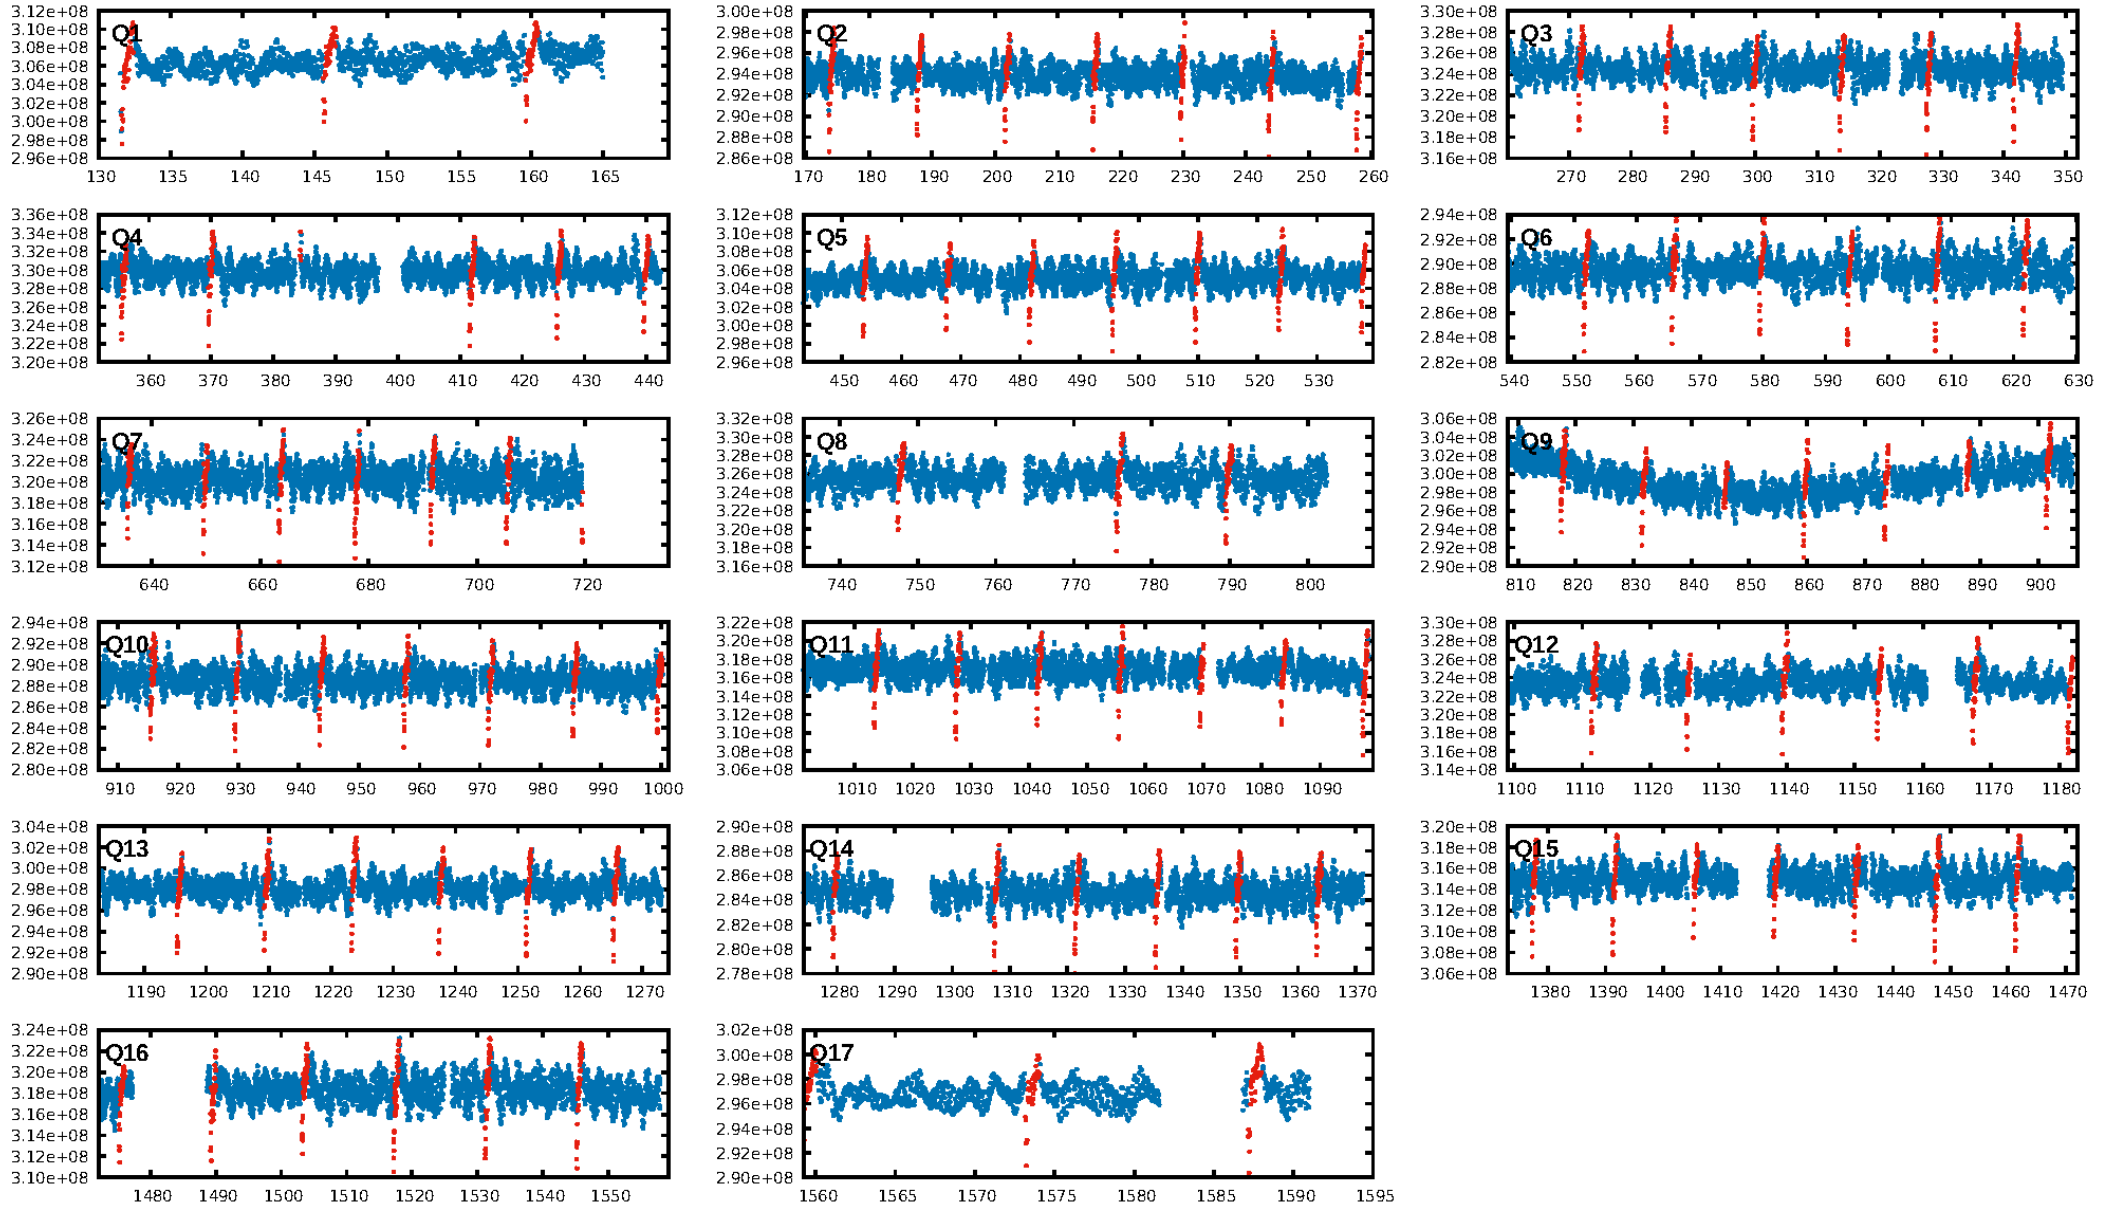 3.12e+08 3.10e+08 3.08e+08 3.06e+08 3.04e+08 3.02e+08 3.00e+08 2.98e+08 2.96e+08
Q1
130 135 140 145 150 155 160 165
3.00e+08 2.98e+08 2.96e+08 2.94e+08 2.92e+08 2.90e+08 2.88e+08 2.86e+08
Q2
170 180 190 200 210 220 230 240 250 260
3.30e+08 3.28e+08 3.26e+08 3.24e+08 3.22e+08 3.20e+08 3.18e+08 3.16e+08
Q3
270 280 290 300 310 320 330 340 350
3.36e+08 3.34e+08 3.32e+08 3.30e+08 3.28e+08 3.26e+08 3.24e+08 3.22e+08 3.20e+08
Q4
360 370 380 390 400 410 420 430 440
3.12e+08 3.10e+08 3.08e+08 3.06e+08 3.04e+08 3.02e+08 3.00e+08 2.98e+08 2.96e+08
Q5
450 460 470 480 490 500 510 520 530
2.94e+08 2.92e+08 2.90e+08 2.88e+08 2.86e+08 2.84e+08 2.82e+08
Q6
540 550 560 570 580 590 600 610 620 630
3.26e+08 3.24e+08 3.22e+08 3.20e+08 3.18e+08 3.16e+08 3.14e+08 3.12e+08
Q7
640 660 680 700 720
3.32e+08 3.30e+08 3.28e+08 3.26e+08 3.24e+08 3.22e+08 3.20e+08 3.18e+08 3.16e+08
Q8
740 750 760 770 780 790 800
3.06e+08 3.04e+08 3.02e+08 3.00e+08 2.98e+08 2.96e+08 2.94e+08 2.92e+08 2.90e+08
Q9
810 820 830 840 850 860 870 880 890 900
2.94e+08 2.92e+08 2.90e+08 2.88e+08 2.86e+08 2.84e+08 2.82e+08 2.80e+08
Q10
910 920 930 940 950 960 970 980 990 1000
3.22e+08 3.20e+08 3.18e+08 3.16e+08 3.14e+08 3.12e+08 3.10e+08 3.08e+08 3.06e+08
Q11
1010 1020 1030 1040 1050 1060 1070 1080 1090
3.30e+08 3.28e+08 3.26e+08 3.24e+08 3.22e+08 3.20e+08 3.18e+08 3.16e+08 3.14e+08
Q12
1100 1110 1120 1130 1140 1150 1160 1170 1180
3.04e+08 3.02e+08 3.00e+08 2.98e+08 2.96e+08 2.94e+08 2.92e+08 2.90e+08
Q13
1190 1200 1210 1220 1230 1240 1250 1260 1270
2.90e+08 2.88e+08 2.86e+08 2.84e+08 2.82e+08 2.80e+08 2.78e+08
Q14
1280 1290 1300 1310 1320 1330 1340 1350 1360 1370
3.20e+08 3.18e+08 3.16e+08 3.14e+08 3.12e+08 3.10e+08 3.08e+08 3.06e+08
Q15
1380 1390 1400 1410 1420 1430 1440 1450 1460 1470
3.24e+08 3.22e+08 3.20e+08 3.18e+08 3.16e+08 3.14e+08 3.12e+08 3.10e+08
Q16
1480 1490 1500 1510 1520 1530 1540 1550
3.02e+08 3.00e+08 2.98e+08 2.96e+08 2.94e+08 2.92e+08 2.90e+08
Q17
1560 1565 1570 1575 1580 1585 1590 1595